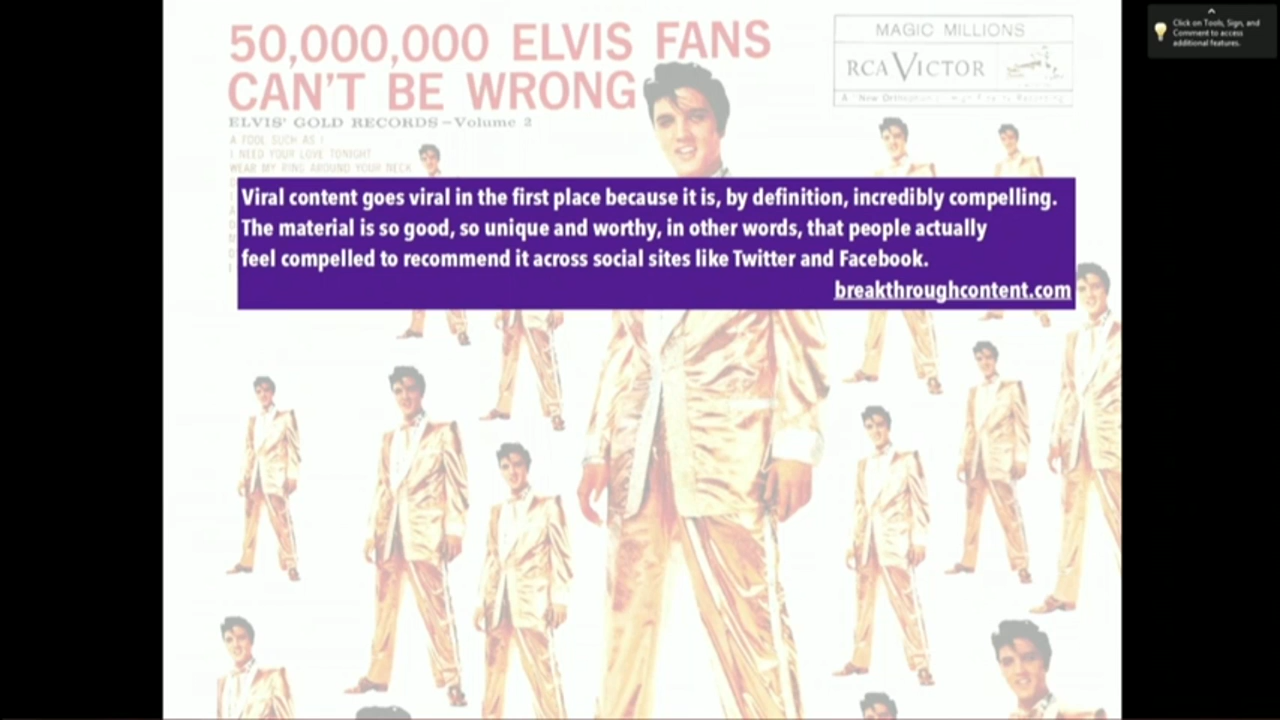 50,000,000 ELVIS FANS
CAN'T BE WRONG
ELVIS' GOLD RECORDS—Volume 2
A FOOL SUCH AS I
I NEED YOUR LOVE TONIGHT
WEAR MY RING AROUND YOUR NECK
MAGIC MILLIONS
RCA VICTOR
Viral content goes viral in the first place because it is, by definition, incredibly compelling.
The material is so good, so unique and worthy, in other words, that people actually
feel compelled to recommend it across social sites like Twitter and Facebook.
breakthroughcontent.com
Click on Tools, Sign, and
Comment to access
additional features.